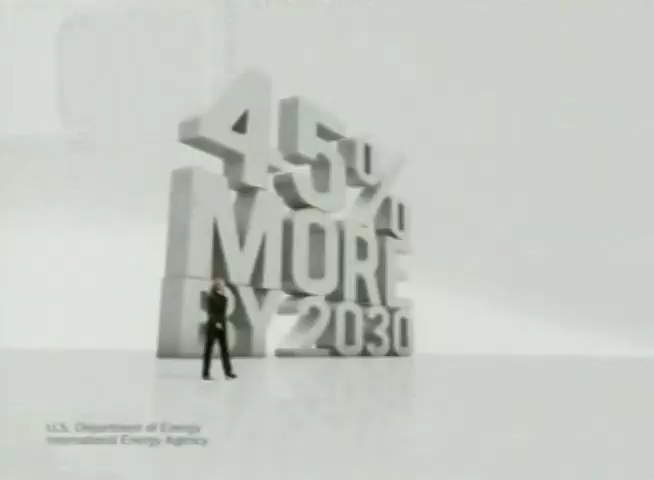 45%
MORE
BY 2030
U.S. Department of Energy
International Energy Agency